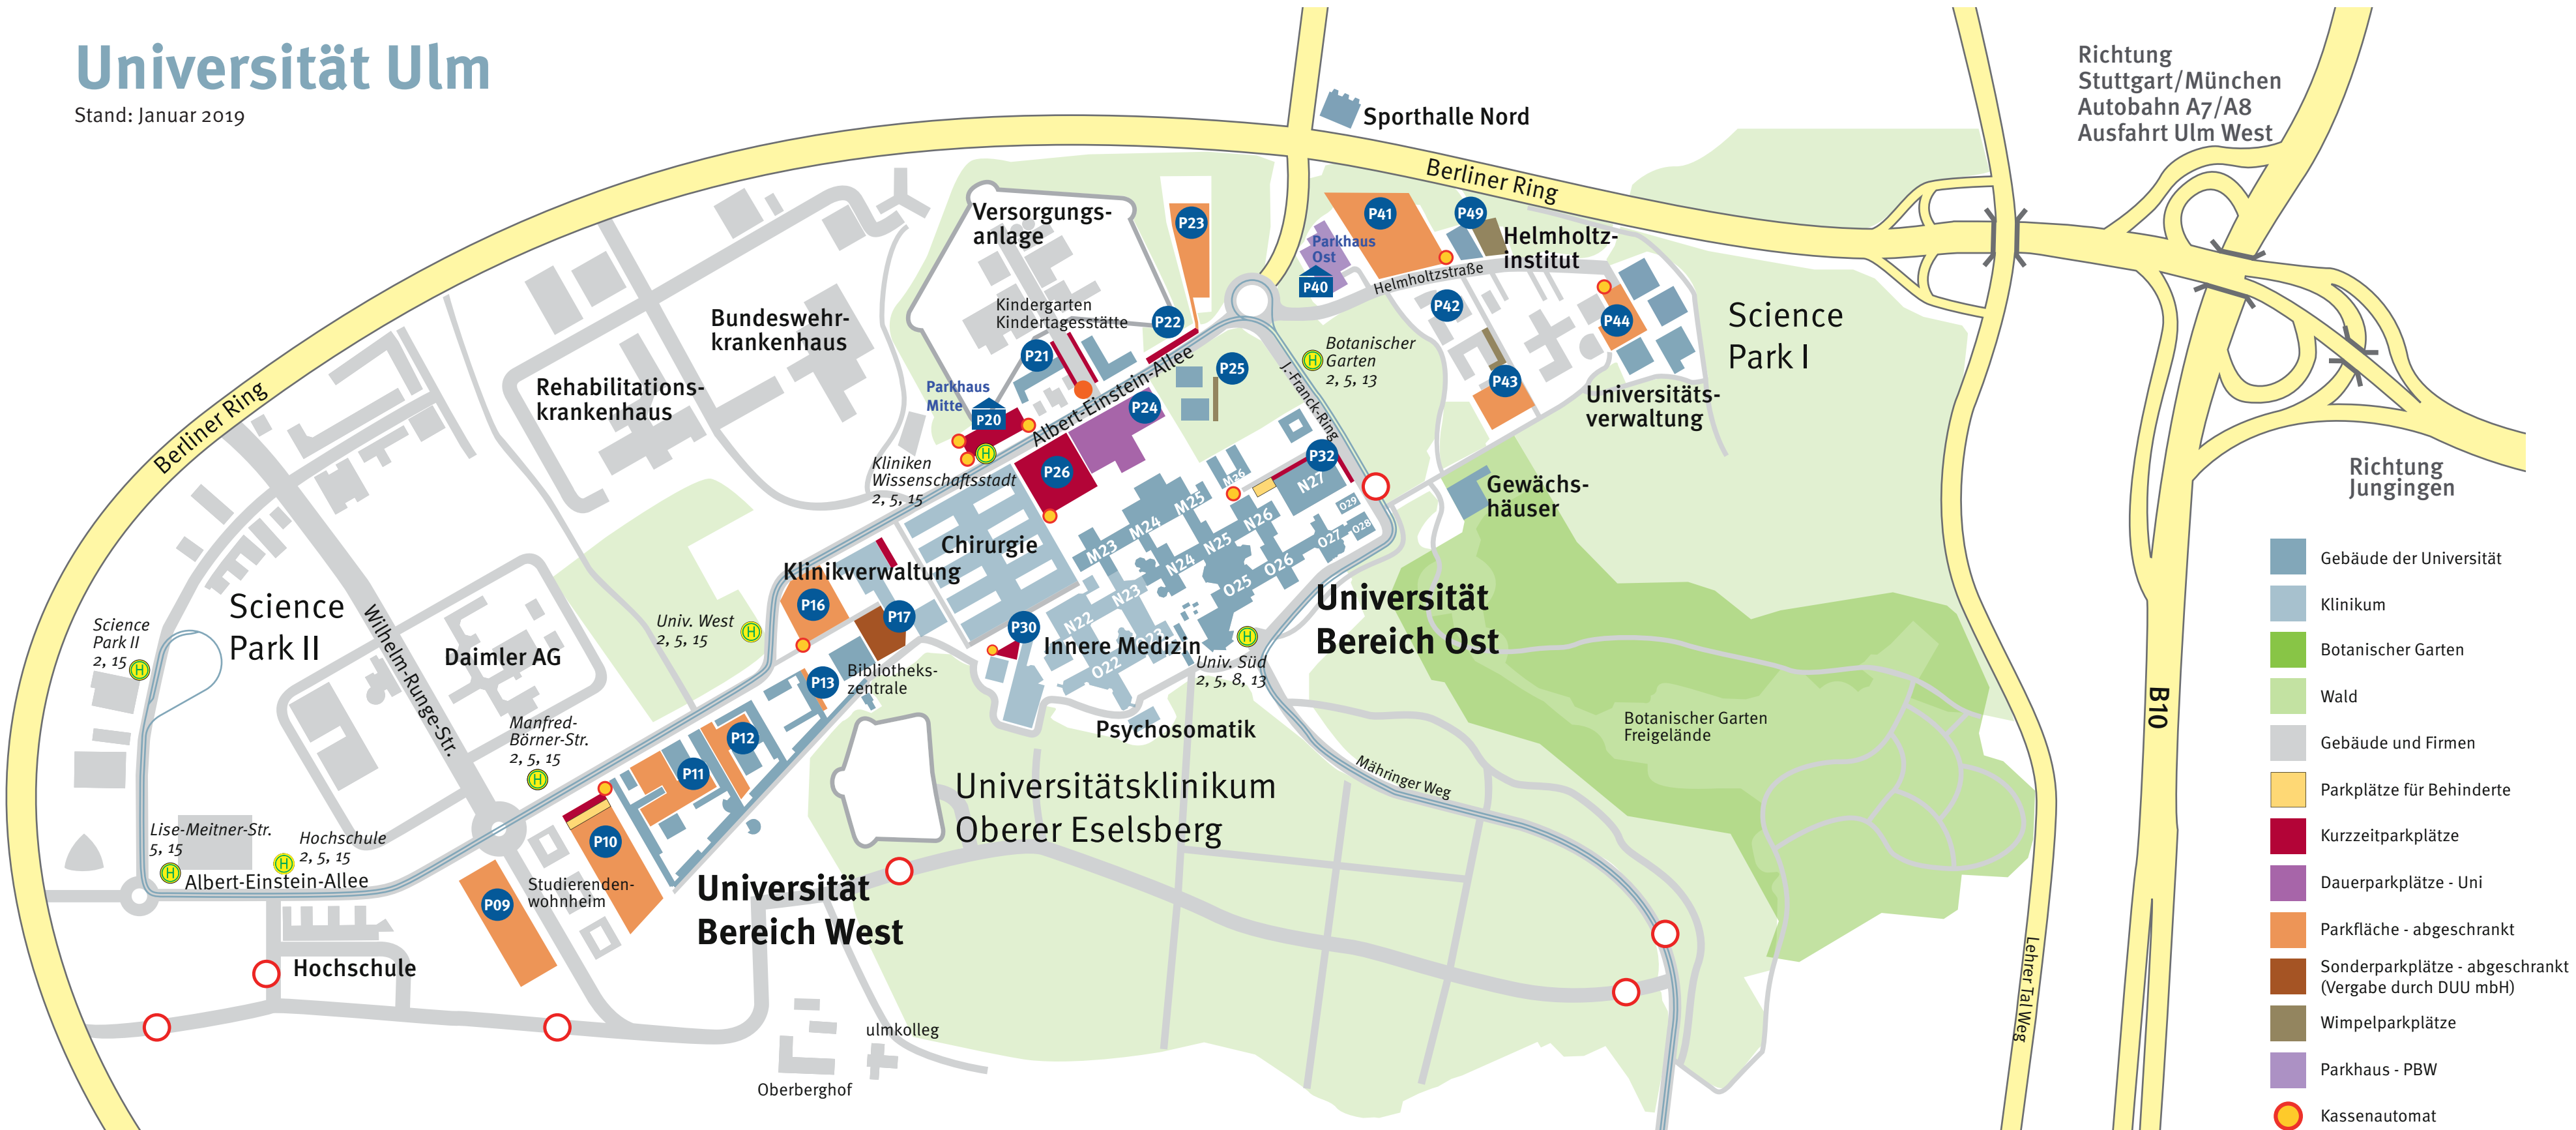 Universität Ulm
Stand: Januar 2019
Sporthalle Nord
Richtung
Stuttgart/München
Autobahn A7/A8
Ausfahrt Ulm West
Berliner Ring
Berliner Ring
Versorgungs-
anlage
P23
P41
P49
Parkhaus
Ost
P40
Helmholtz-
institut
Helmholtzstraße
P42
P44
P43
Science
Park I
Universitäts-
verwaltung
Kindergarten
Kindertagesstätte
P22
P21
P25
Botanischer
Garten
2, 5, 13
H
J.-Franck-Ring
Bundeswehr-
krankenhaus
Rehabilitations-
krankenhaus
Parkhaus
Mitte
P20
Albert-Einstein-Allee
P24
H
P26
Kliniken
Wissenschaftsstadt
2, 5, 15
P32
M26
N27
O29
O28
O27
O26
O25
N26
N25
N24
N23
N22
M25
M24
M23
O23
O22
Gewächs-
häuser
Richtung
Jungingen
Chirurgie
Klinikverwaltung
P16
P17
P30
Innere Medizin
Universität
Bereich Ost
H
Univ. Süd
2, 5, 8, 13
Psychosomatik
Univ. West
2, 5, 15
H
P13
Bibliotheks-
zentrale
Science
Park II
Science
Park II
2, 15
H
Wilhelm-Runge-Str.
Daimler AG
Manfred-
Börner-Str.
2, 5, 15
H
P12
P11
P10
P09
Studierenden-
wohnheim
Universität
Bereich West
Universitätsklinikum
Oberer Eselsberg
Mähringer Weg
Botanischer Garten
Freigelände
B10
Lehrer Tal Weg
Lise-Meitner-Str.
5, 15
H
Hochschule
2, 5, 15
H
Albert-Einstein-Allee
Hochschule
ulmkolleg
Oberberghof
Gebäude der Universität
Klinikum
Botanischer Garten
Wald
Gebäude und Firmen
Parkplätze für Behinderte
Kurzzeitparkplätze
Dauerparkplätze - Uni
Parkfläche - abgeschrankt
Sonderparkplätze - abgeschrankt
(Vergabe durch DUU mbH)
Wimpelparkplätze
Parkhaus - PBW
Kassenautomat